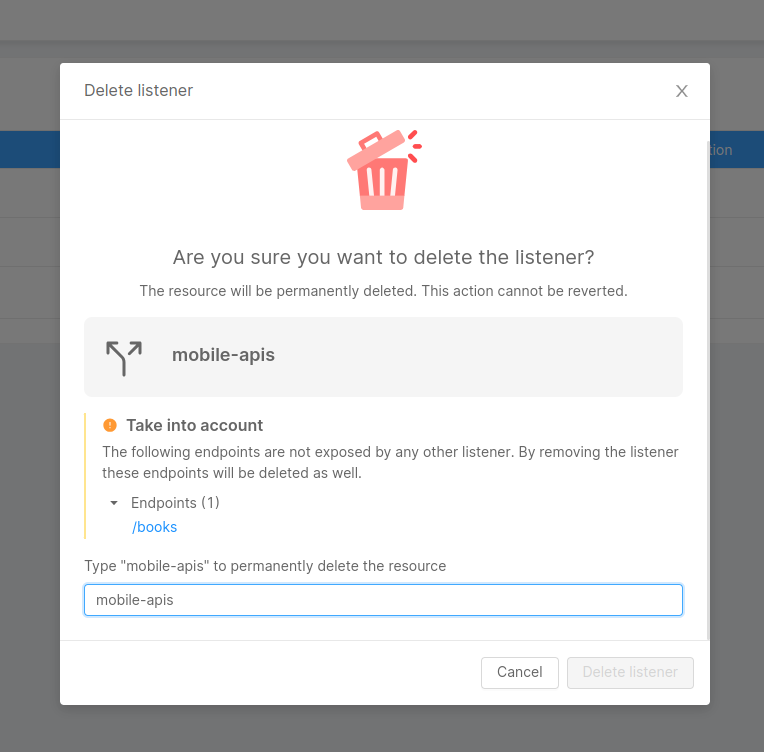 Delete listener
tion
Are you sure you want to delete the listener?
The resource will be permanently deleted. This action cannot be reverted.
mobile-apis
Take into account
The following endpoints are not exposed by any other listener. By removing the listener
these endpoints will be deleted as well.
Endpoints (1)
/books
Type "mobile-apis" to permanently delete the resource
mobile-apis
Cancel
Delete listener